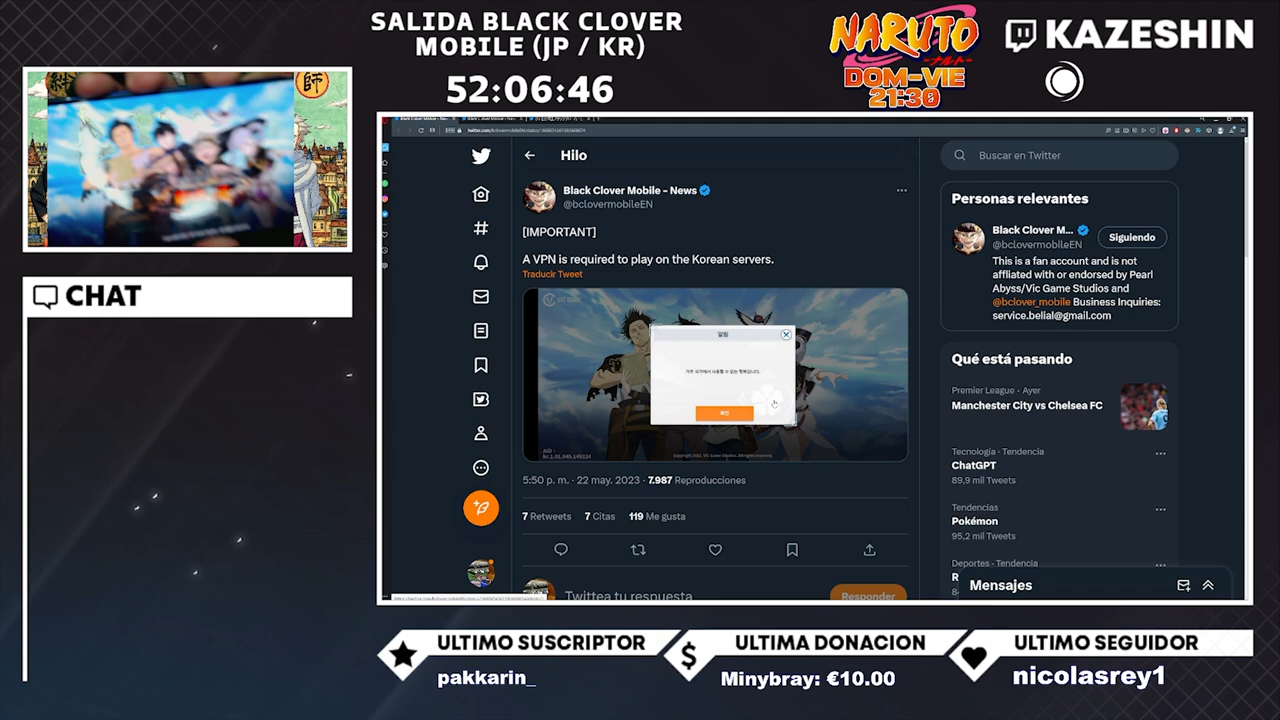 SALIDA BLACK CLOVER
MOBILE (JP / KR)
52:06:46
NARUTO
DOM-VIE
21:30
KAZESHIN
CHAT
Buscar en Twitter
Hilo
Black Clover Mobile - News
@bclovermobileEN
[IMPORTANT]
A VPN is required to play on the Korean servers.
Traducir Tweet
알림
확인
5:50 p. m. · 22 may. 2023 · 7.987 Reproducciones
7 Retweets 7 Citas 119 Me gusta
Twittea tu respuesta
Responder
Personas relevantes
Black Clover M...
@bclovermobileEN
Siguiendo
This is a fan account and is not
affliated with or endorsed by Pearl
Abyss/Vic Game Studios and
@bclover_mobile Business Inquiries:
service.belial@gmail.com
Qué está pasando
Premier League · Ayer
Manchester City vs Chelsea FC
Tecnología · Tendencia
ChatGPT
89,9 mil Tweets
Tendencias
Pokémon
95,2 mil Tweets
Deportes · Tendencia
Mensajes
ULTIMO SUSCRIPTOR
pakkarin_
ULTIMA DONACION
Minybray: €10.00
ULTIMO SEGUIDOR
nicolasrey1